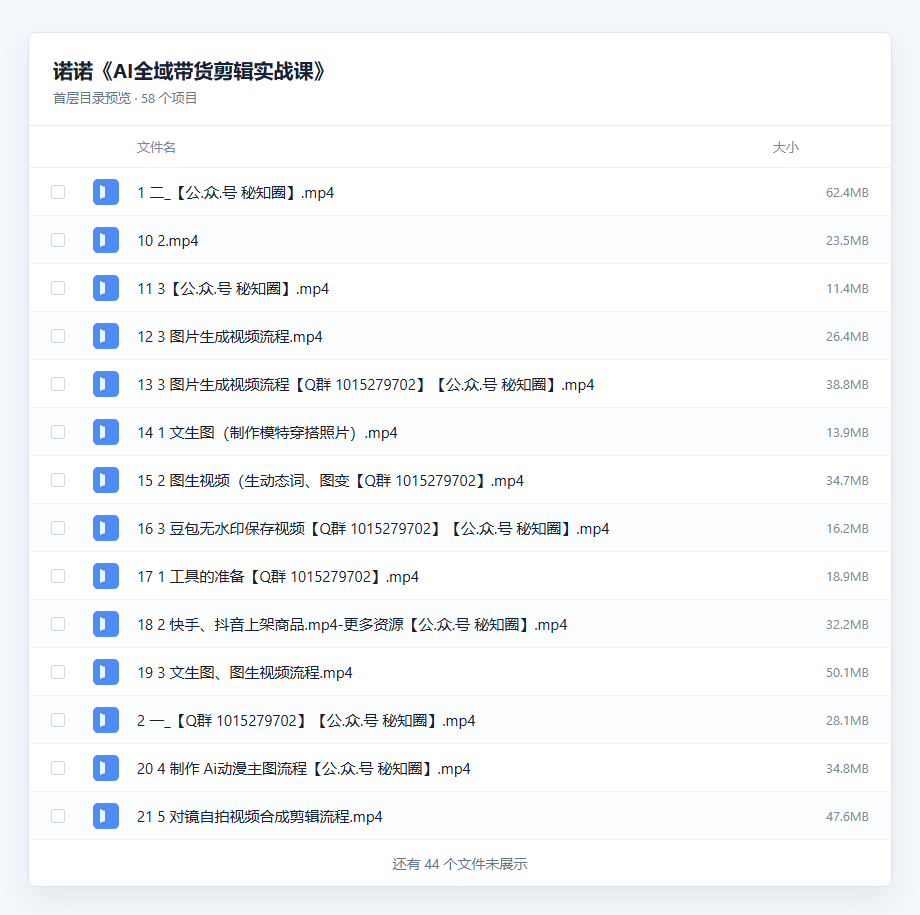 诺诺《AI全域带货剪辑实战课》
首层目录预览 · 58 个项目
文件名 大小
1 二_【公.众.号 秘知圈】.mp4 62.4MB
10 2.mp4 23.5MB
11 3【公.众.号 秘知圈】.mp4 11.4MB
12 3 图片生成视频流程.mp4 26.4MB
13 3 图片生成视频流程【Q群 1015279702】【公.众.号 秘知圈】.mp4 38.8MB
14 1 文生图（制作模特穿搭照片）.mp4 13.9MB
15 2 图生视频（生动态词、图变【Q群 1015279702】.mp4 34.7MB
16 3 豆包无水印保存视频【Q群 1015279702】【公.众.号 秘知圈】.mp4 16.2MB
17 1 工具的准备【Q群 1015279702】.mp4 18.9MB
18 2 快手、抖音上架商品.mp4-更多资源【公.众.号 秘知圈】.mp4 32.2MB
19 3 文生图、图生视频流程.mp4 50.1MB
2 一_【Q群 1015279702】【公.众.号 秘知圈】.mp4 28.1MB
20 4 制作 Ai动漫主图流程【公.众.号 秘知圈】.mp4 34.8MB
21 5 对镜自拍视频合成剪辑流程.mp4 47.6MB
还有 44 个文件未展示